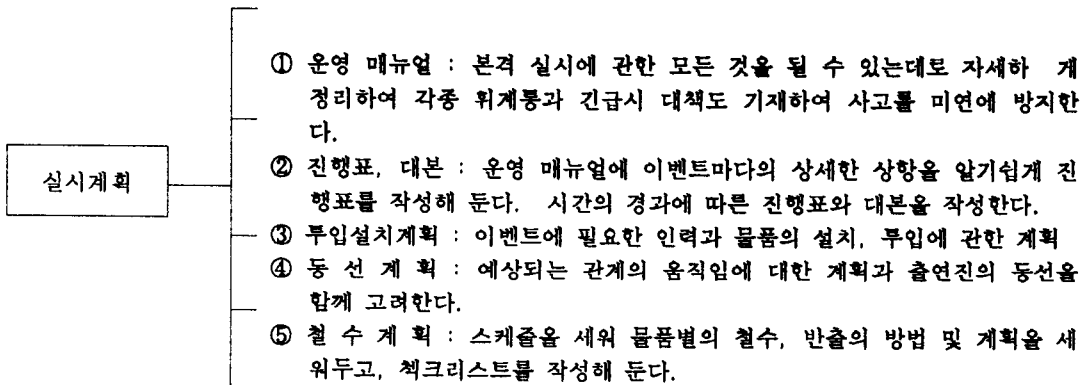 ① 운영 매뉴얼 : 본격 실시에 관한 모든 것을 될 수 있는데로 자세하 게
정리하여 각종 휘계통과 긴급시 대책도 기재하여 사고를 미연에 방지한
다.
실시계획
② 진행표, 대본 : 운영 매뉴얼에 이벤트마다의 상세한 상항을 알기쉽게 진
행표를 작성해 둔다. 시간의 경과에 따른 진행표와 대본을 작성한다.
③ 투입설치계획 : 이벤트에 필요한 인력과 물품의 설치, 투입에 관한 계획
④ 동 선 계 획 : 예상되는 관계의 움직임에 대한 계획과 출연진의 동선을
함께 고려한다.
⑤ 철 수 계 획 : 스케줄을 세워 물품별의 철수, 반출의 방법 및 계획을 세
워두고, 첵크리스트를 작성해 둔다.